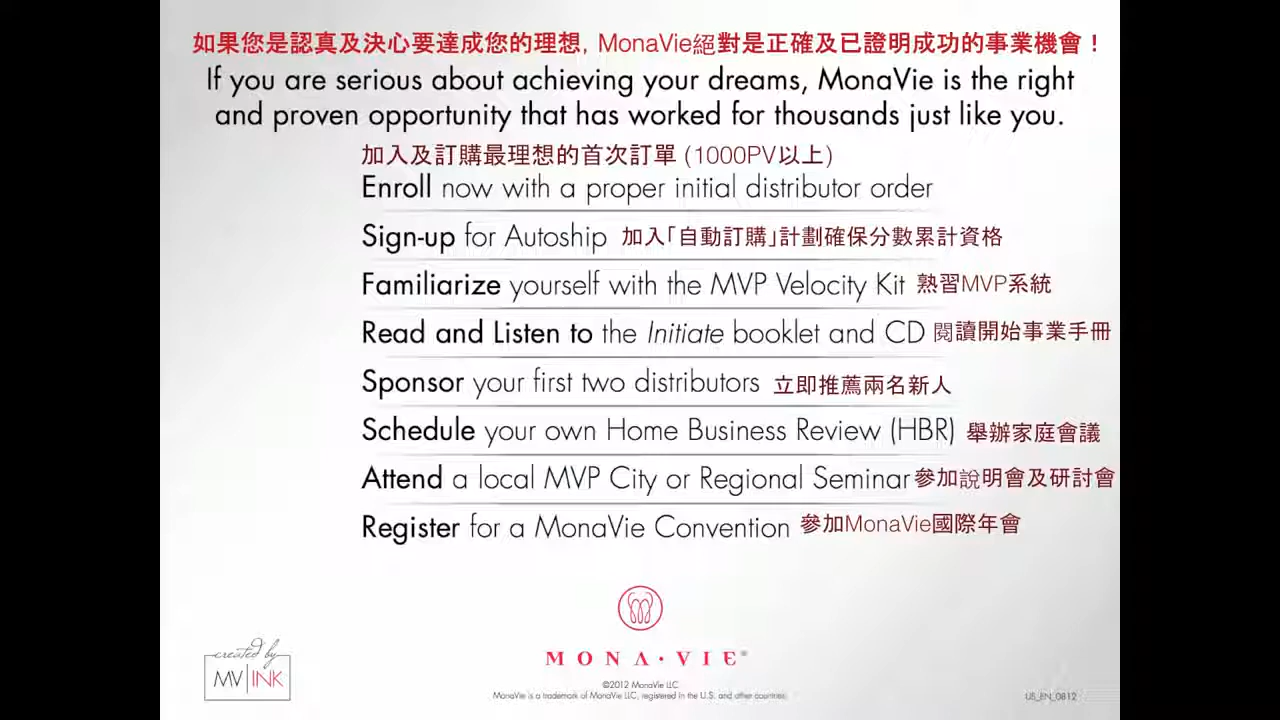 如果您是認真及決心要達成您的理想, MonaVie絕對是正確及已證明成功的事業機會！
If you are serious about achieving your dreams, MonaVie is the right
and proven opportunity that has worked for thousands just like you.
加入及訂購最理想的首次訂單 (1000PV以上)
Enroll now with a proper initial distributor order
Sign-up for Autoship 加入「自動訂購」計劃確保分數累計資格
Familiarize yourself with the MVP Velocity Kit 熟習MVP系統
Read and Listen to the Initiate booklet and CD 閱讀開始事業手冊
Sponsor your first two distributors 立即推薦兩名新人
Schedule your own Home Business Review (HBR) 舉辦家庭會議
Attend a local MVP City or Regional Seminar 參加說明會及研討會
Register for a MonaVie Convention 參加MonaVie國際年會
MONA·VIE®
created by
MV|INK
©2012 MonaVie LLC
MonaVie is a trademark of MonaVie LLC, registered in the U.S. and other countries.
US_EN_0812